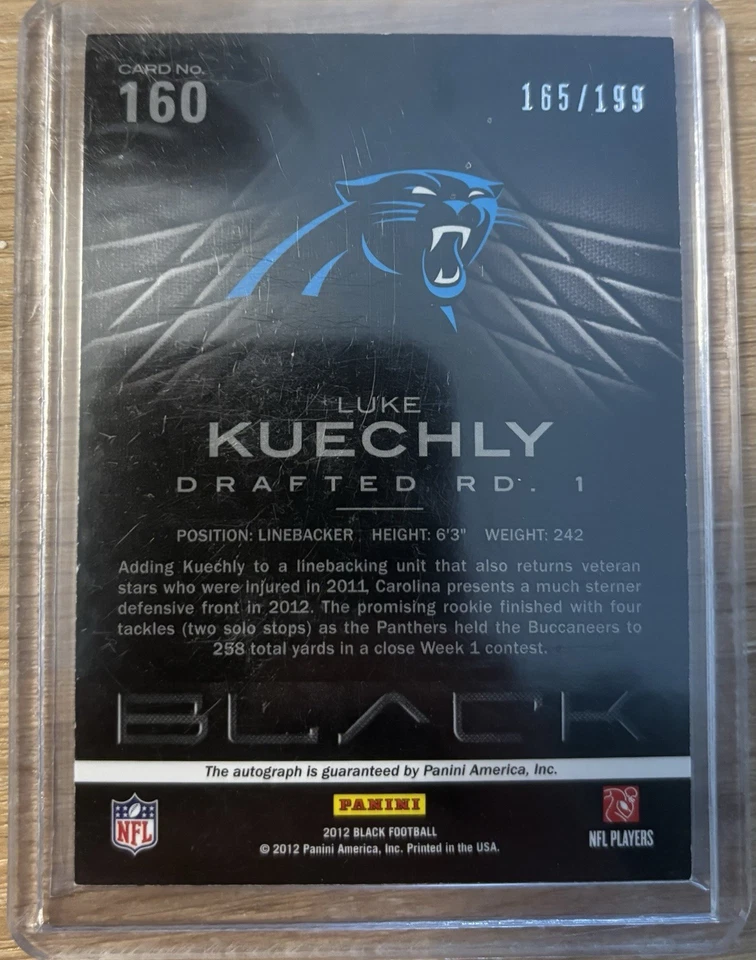 CARD No.
160
165/199
LUKE
KUECHLY
DRAFTED RD. 1
POSITION: LINEBACKER HEIGHT: 6'3" WEIGHT: 242
Adding Kuechly to a linebacking unit that also returns veteran
stars who were injured in 2011, Carolina presents a much sterner
defensive front in 2012. The promising rookie finished with four
tackles (two solo stops) as the Panthers held the Buccaneers to
258 total yards in a close Week 1 contest.
BLACK
The autograph is guaranteed by Panini America, Inc.
NFL
PANINI
2012 BLACK FOOTBALL
© 2012 Panini America, Inc. Printed in the USA.
NFL PLAYERS